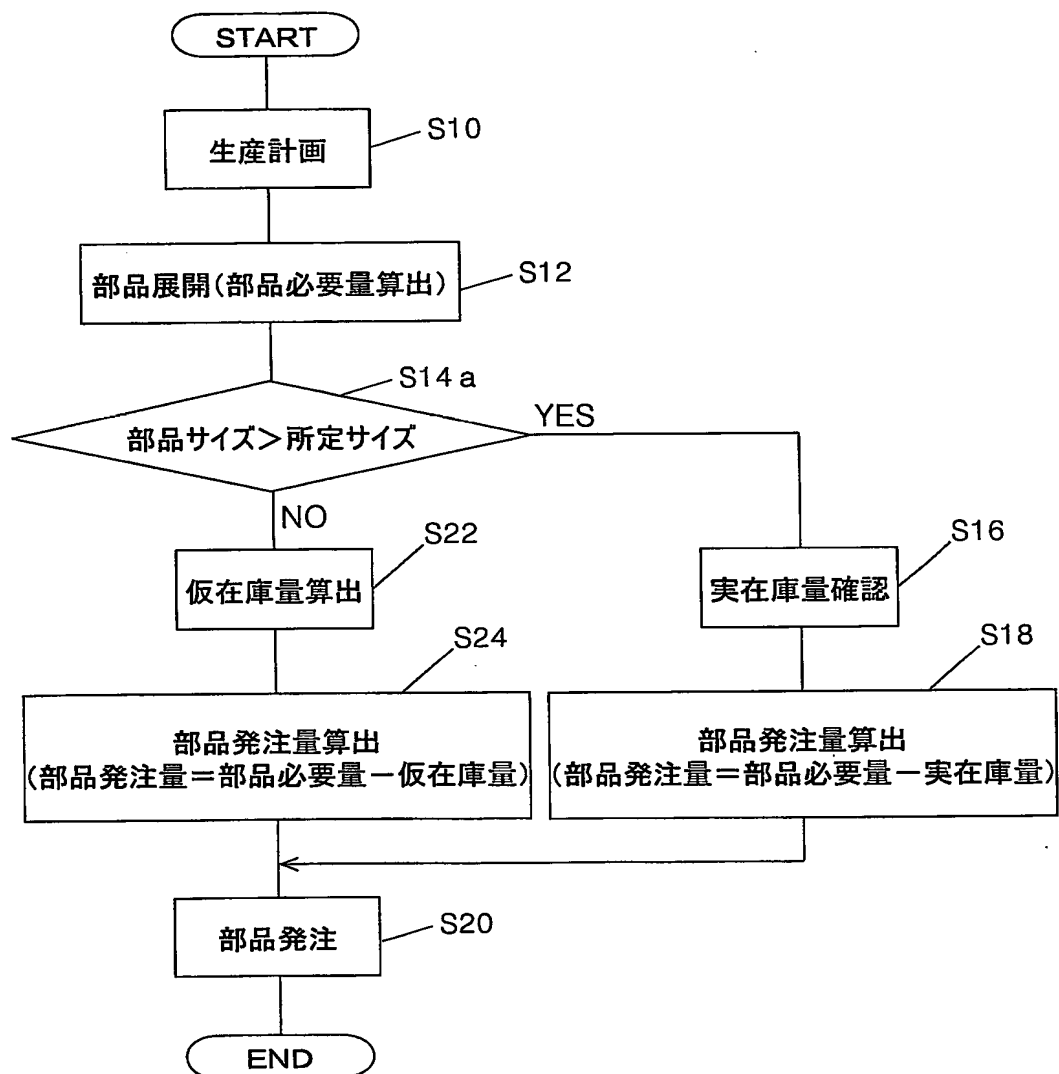 START
生産計画
S10
部品展開(部品必要量算出)
S12
S14a
部品サイズ>所定サイズ
YES
NO
S22
仮在庫量算出
S16
実在庫量確認
S24
部品発注量算出
(部品発注量=部品必要量-仮在庫量)
S18
部品発注量算出
(部品発注量=部品必要量-実在庫量)
部品発注
S20
END